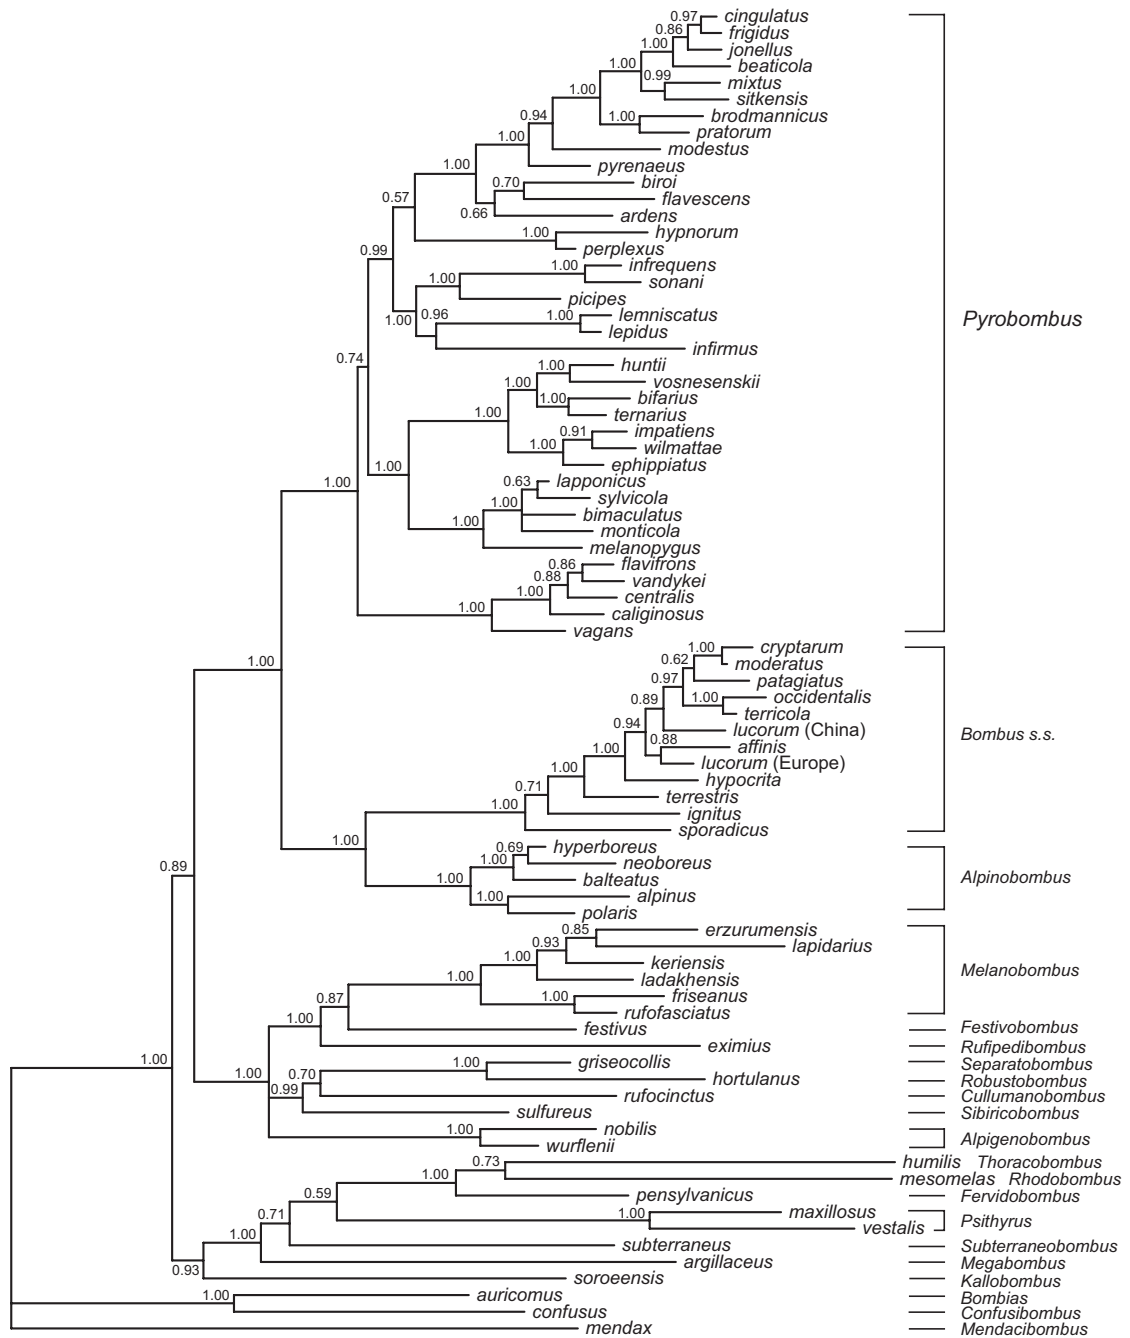 0.97 cingulatus
0.86 frigidus
1.00 jonellus
beaticola
1.00 0.99 mixtus
sitkensis
1.00 brodmannicus
0.94 1.00 pratorum
1.00 modestus
pyrenaeus
1.00 0.70 biroi
0.57 flavescens
0.66 ardens
1.00 hypnorum
0.99 perplexus
1.00 infrequens
1.00 sonani
picipes
1.00 0.96 1.00 lemniscatus
lepidus
Pyrobombus
infirmus
0.74 1.00 huntii
1.00 vosnesenskii
1.00 bifarius
1.00 ternarius
0.91 impatiens
1.00 wilmattae
1.00 ephippiatus
0.63 lapponicus
1.00 sylvicola
1.00 bimaculatus
1.00 monticola
melanopygus
0.86 flavifrons
0.88 vandykei
1.00 centralis
1.00 caliginosus
vagans
1.00 cryptarum
0.62 moderatus
0.97 patagiatus
0.89 1.00 occidentalis
terricola
0.94 lucorum (China)
Bombus s.s.
0.88 affinis
1.00 lucorum (Europe)
1.00 hypocrita
0.71 terrestris
1.00 ignitus
sporadicus
1.00 0.69 hyperboreus
1.00 neoboreus
1.00 balteatus
Alpinobombus
1.00 alpinus
polaris
0.89
1.00
0.85 erzurumensis
0.93 lapidarius
1.00 keriensis
1.00 ladakhensis
Melanobombus
0.87 1.00 friseanus
1.00 rufofasciatus
festivus Festivobombus
eximius Rufipedibombus
1.00 1.00 griseocollis Separatobombus
1.00 0.70 hortulanus Robustobombus
0.99 rufocinctus Cullumanobombus
sulfureus Sibiricobombus
1.00 nobilis
Alpigenobombus
wurflenii
0.73 humilis Thoracobombus
1.00 mesomelas Rhodobombus
0.59 pensylvanicus Fervidobombus
0.71 1.00 maxillosus
Psithyrus
vestalis
1.00 subterraneus Subterraneobombus
argillaceus Megabombus
0.93 soroeensis Kallobombus
1.00 auricomus Bombias
confusus Confusibombus
mendax Mendacibombus